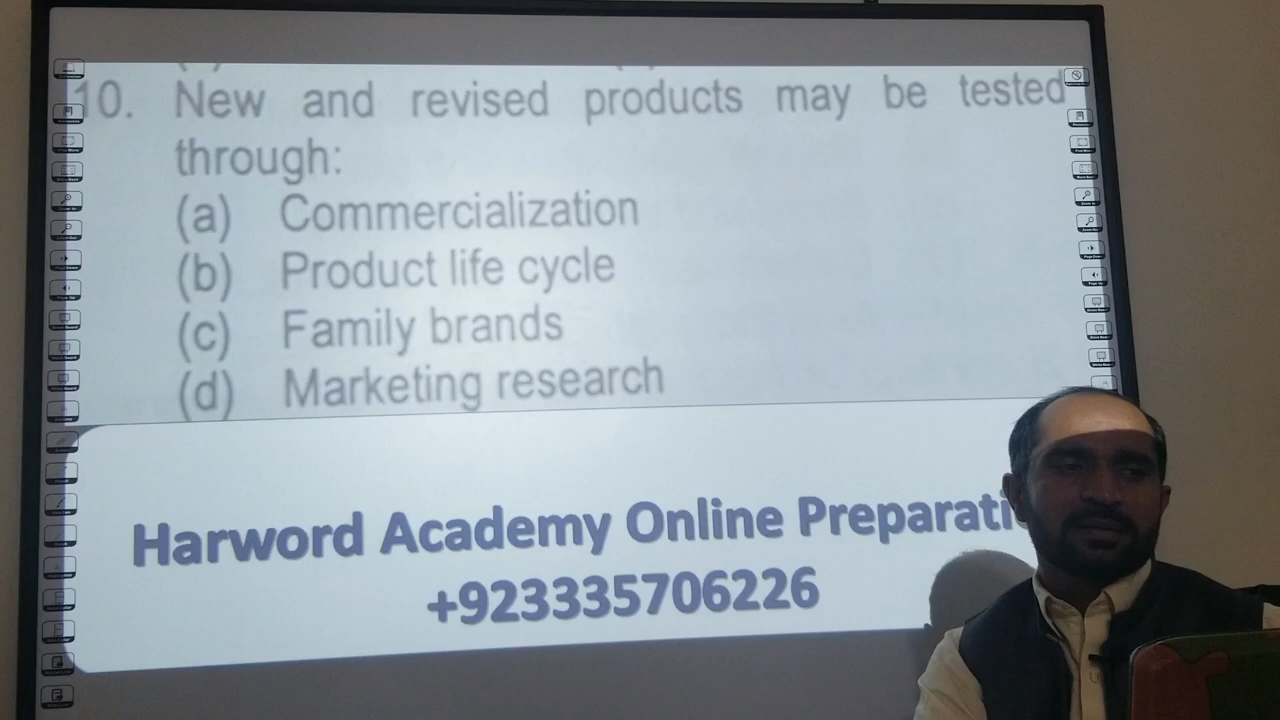 10. New and revised products may be tested
through:
(a) Commercialization
(b) Product life cycle
(c) Family brands
(d) Marketing research
Harword Academy Online Preparati
+923335706226